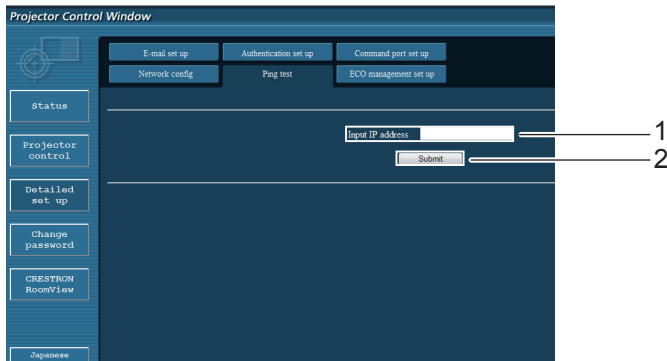 Projector Control Window
E-mail set up
Authentication set up
Command port set up
Network config
Ping test
ECO management set up
Status
Projector
control
Detailed
set up
Change
password
CRESTRON
RoomView
Japanese
Input IP address
1
Submit
2